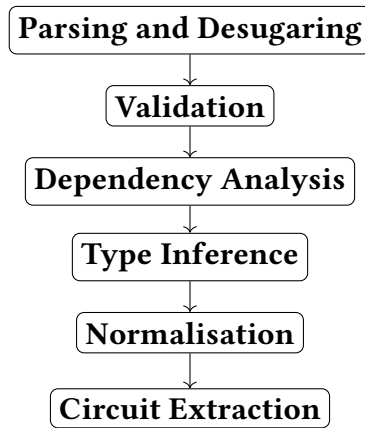 Parsing and Desugaring
Validation
Dependency Analysis
Type Inference
Normalisation
Circuit Extraction